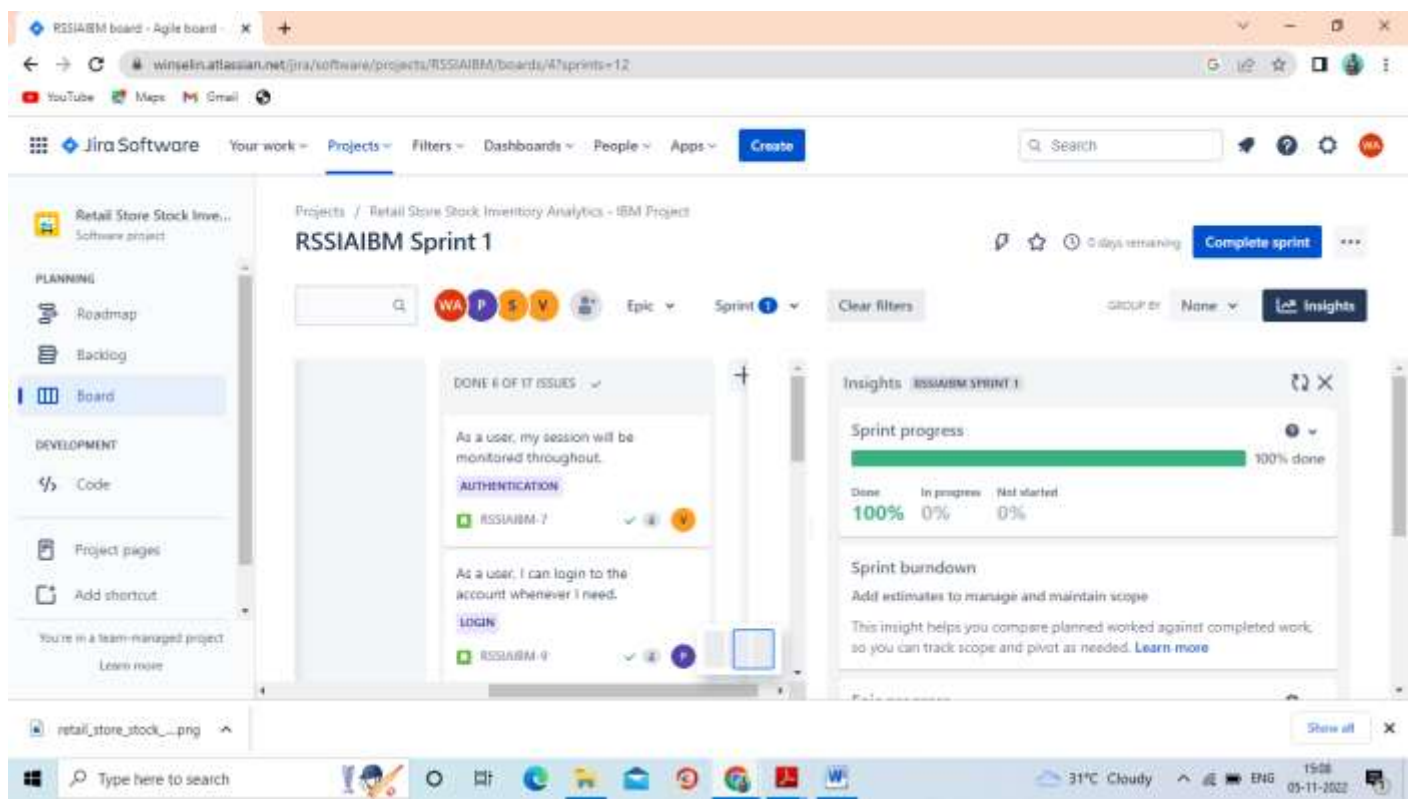 RSSIAIBM board - Agile board -
winselin.atlassian.net/jira/software/projects/RSSIAIBM/boards/4?sprints=12
YouTube Maps Gmail
Jira Software Your work Projects Filters Dashboards People Apps Create Search WA
Retail Store Stock Inve...
Software project
Projects / Retail Store Stock Inventory Analytics - IBM Project
RSSIAIBM Sprint 1
0 days remaining Complete sprint
PLANNING
Roadmap
Backlog
Board
DEVELOPMENT
Code
Project pages
Add shortcut
You're in a team-managed project
Learn more
WA P S V Epic Sprint 1 Clear filters GROUP BY None Insights
DONE 6 OF 17 ISSUES
As a user, my session will be
monitored throughout.
AUTHENTICATION
RSSIAIBM-7 V
As a user, I can login to the
account whenever I need.
LOGIN
RSSIAIBM-9 P
Insights RSSIAIBM SPRINT 1
Sprint progress
100% done
Done In progress Not started
100% 0% 0%
Sprint burndown
Add estimates to manage and maintain scope
This insight helps you compare planned worked against completed work,
so you can track scope and pivot as needed. Learn more
retail_store_stock_....png Show all
Type here to search 31°C Cloudy ENG 15:08
05-11-2022